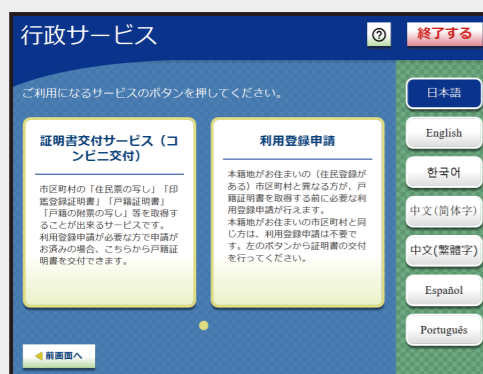 行政サービス
?
終了する
ご利用になるサービスのボタンを押してください。
証明書交付サービス（コ
ンビニ交付）
市区町村の「住民票の写し」「印
鑑登録証明書」「戸籍証明書」
「戸籍の附票の写し」等を取得す
ることが出来るサービスです。
利用登録申請が必要な方で申請が
お済みの場合、こちらから戸籍証
明書を交付できます。
利用登録申請
本籍地がお住まいの（住民登録が
ある）市区町村と異なる方が、戸
籍証明書を取得する前に必要な利
用登録申請が行えます。
本籍地がお住まいの市区町村と同
じ方は、利用登録申請は不要で
す。左のボタンから証明書の交付
を行ってください。
前画面へ
日本語
English
한국어
中文(简体字)
中文(繁體字)
Español
Português